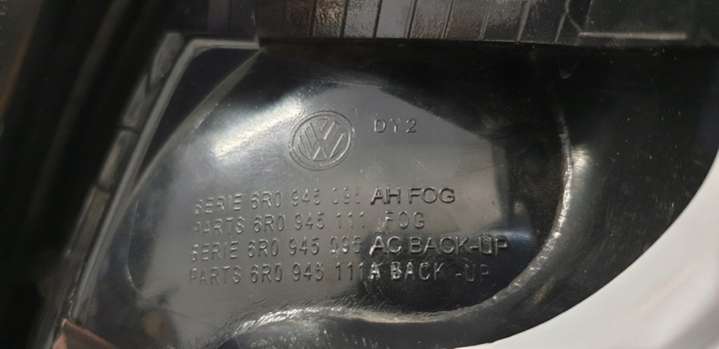 DY2
SERIE 6R0 945 095 AH FOG
PARTS 6R0 945 111 FOG
SERIE 6R0 945 095 AC BACK-UP
PARTS 6R0 945 111A BACK-UP